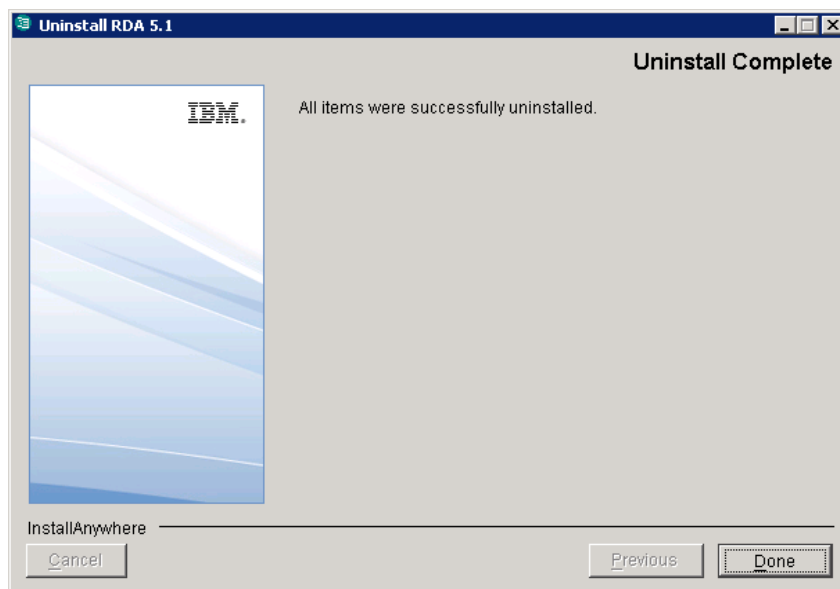 Uninstall RDA 5.1
Uninstall Complete
IBM.
All items were successfully uninstalled.
InstallAnywhere
Cancel
Previous
Done